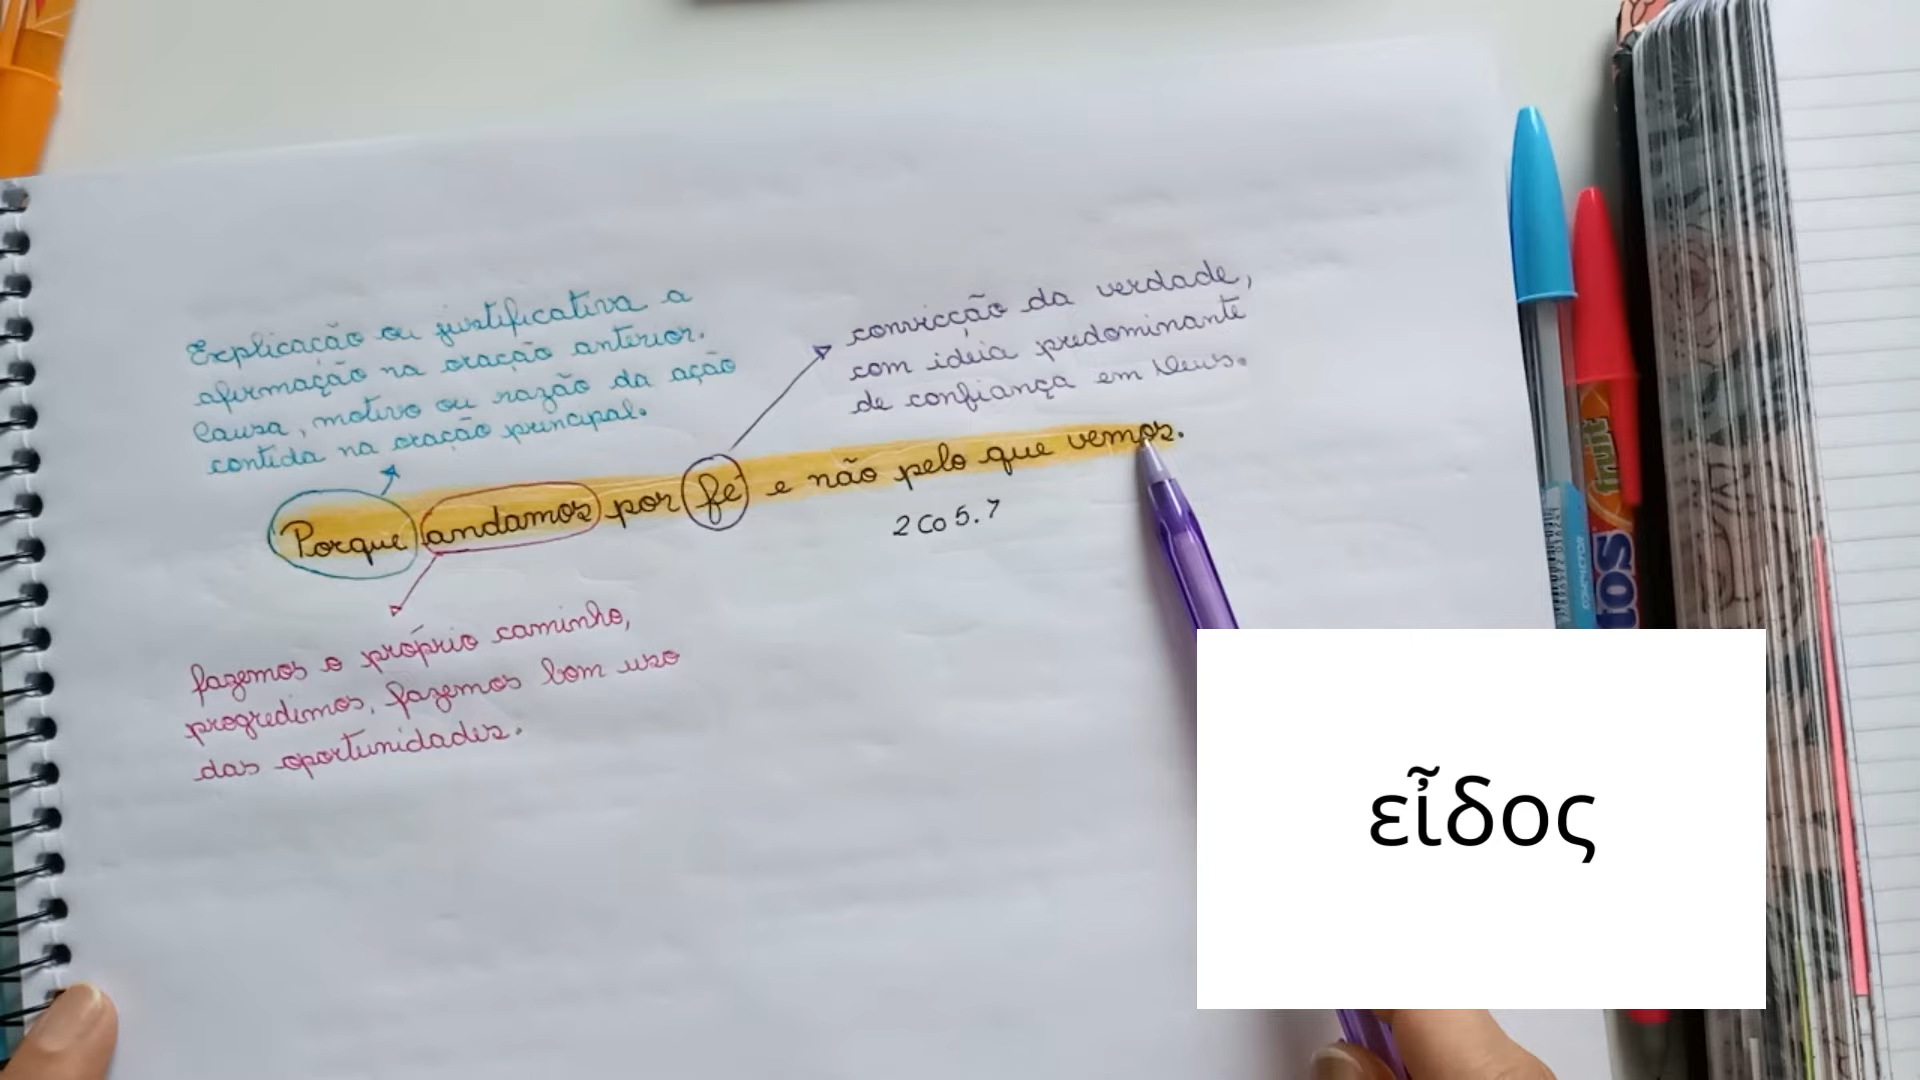 Explicação ou justificativa a
afirmação na oração anterior.
Causa, motivo ou razão da ação
contida na oração principal.
convicção da verdade,
com ideia predominante
de confiança em Deus.
Porque andamos por fé e não pelo que vemos.
2 Co 5.7
fazemos o próprio caminho,
progredimos, fazemos bom uso
das oportunidades.
εἶδος